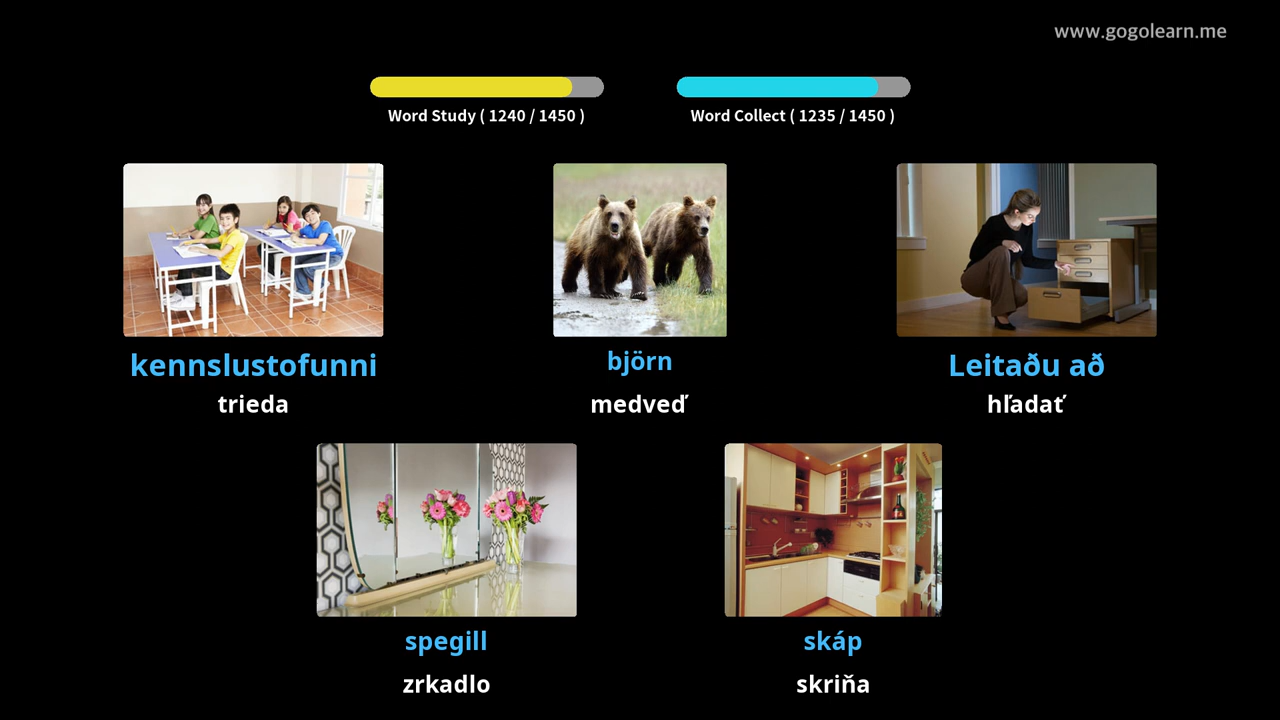 www.gogolearn.me
Word Study ( 1240 / 1450 )
Word Collect ( 1235 / 1450 )
kennslustofunni
trieda
björn
medveď
Leitaðu að
hľadať
spegill
zrkadlo
skáp
skriňa